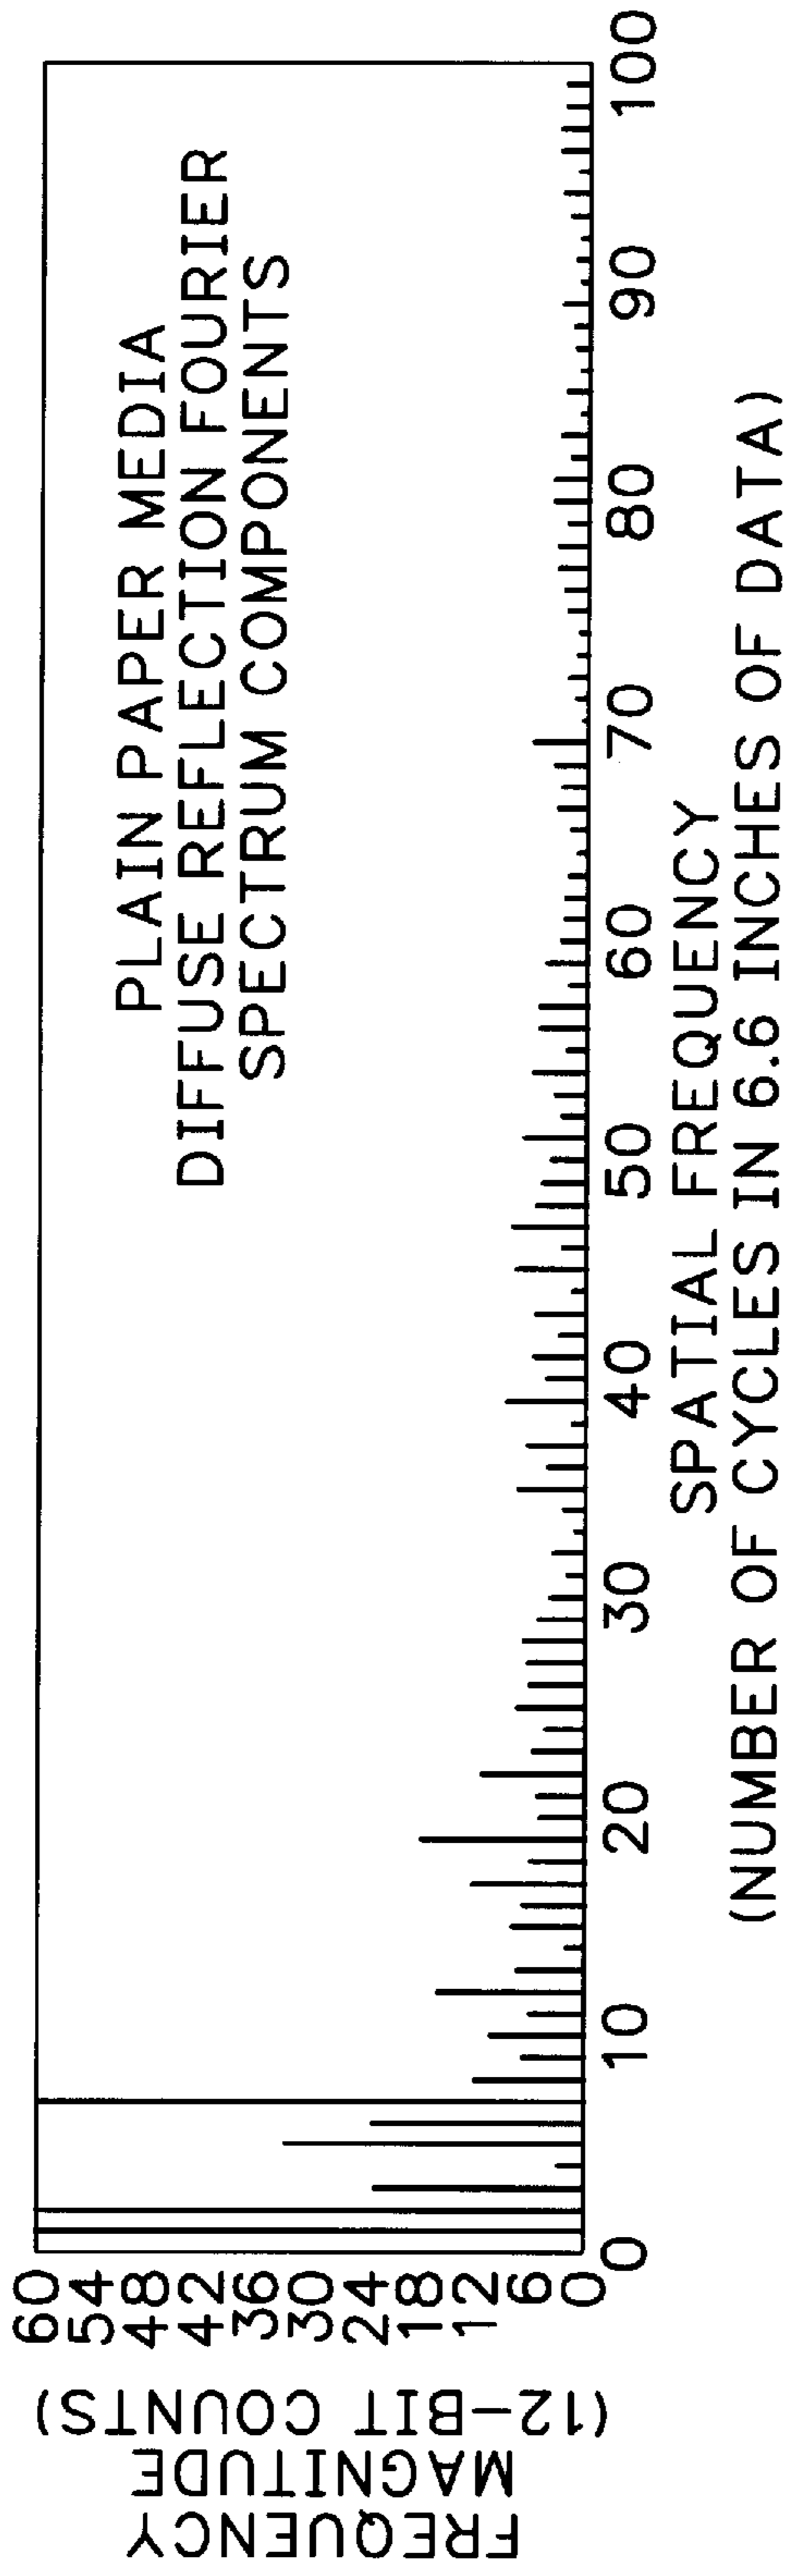 PLAIN PAPER MEDIA
DIFFUSE REFLECTION FOURIER
SPECTRUM COMPONENTS
FREQUENCY
MAGNITUDE
(12-BIT COUNTS)
60
54
48
42
36
30
24
18
12
6
0
0 10 20 30 40 50 60 70 80 90 100
SPATIAL FREQUENCY
(NUMBER OF CYCLES IN 6.6 INCHES OF DATA)